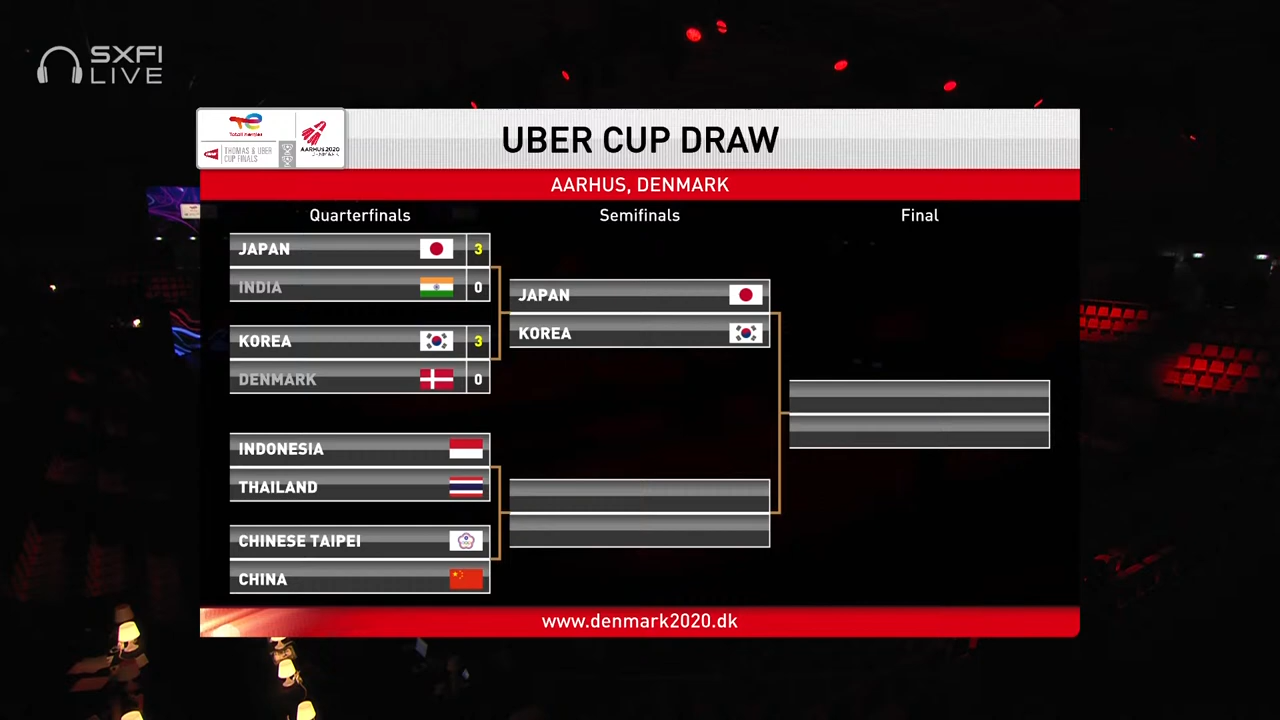 SXFI
LIVE
TotalEnergies
THOMAS & UBER
CUP FINALS
AARHUS 2020
DENMARK
UBER CUP DRAW
AARHUS, DENMARK
Quarterfinals
Semifinals
Final
JAPAN 3
INDIA 0
KOREA 3
DENMARK 0
INDONESIA
THAILAND
CHINESE TAIPEI
CHINA
JAPAN
KOREA
www.denmark2020.dk